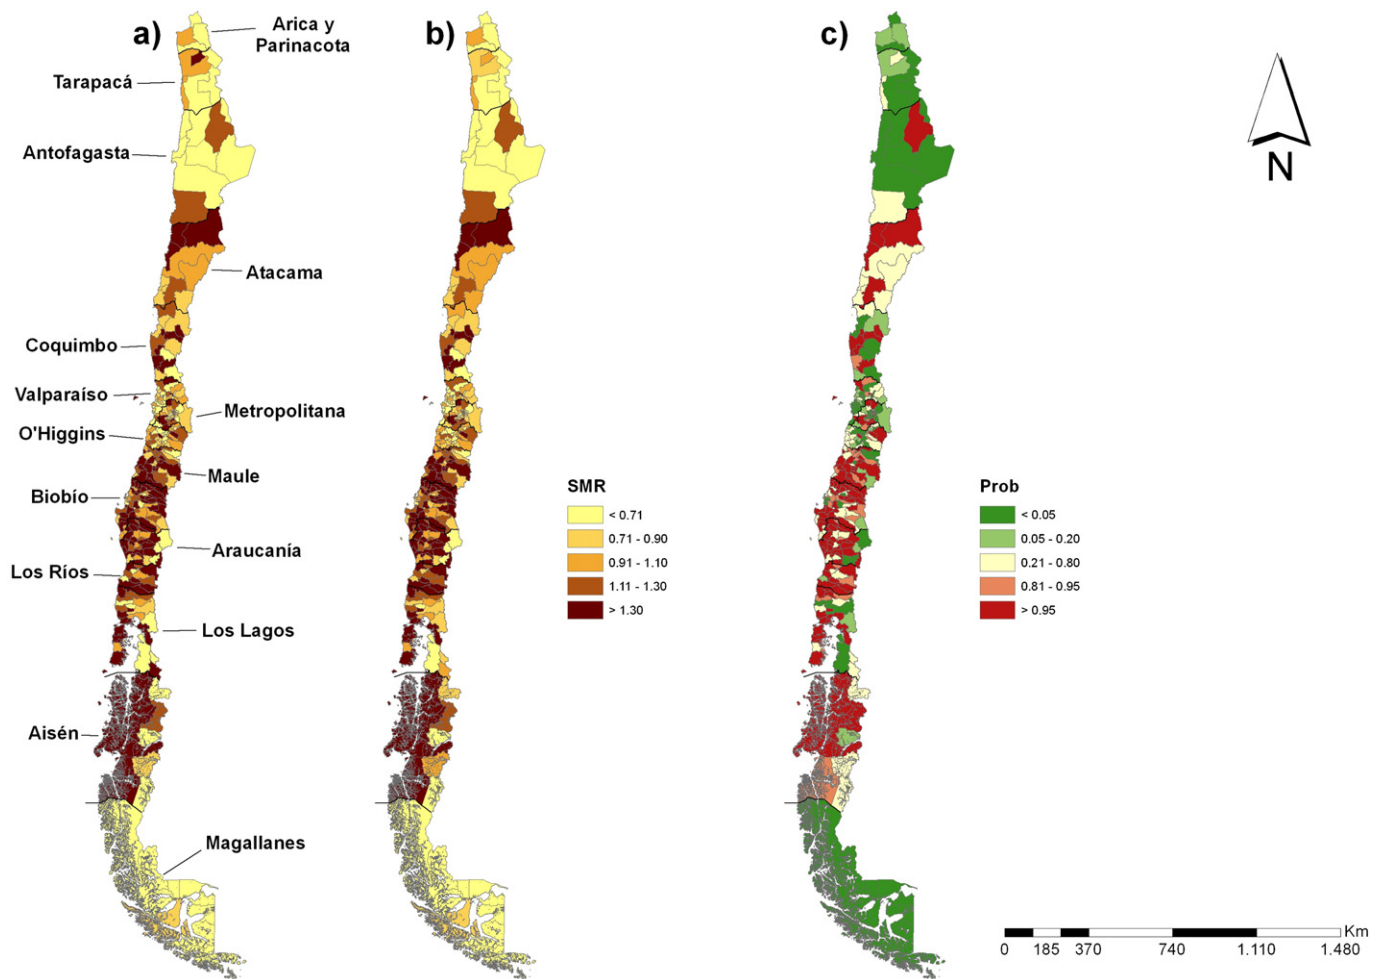 a)
b)
c)
Arica y
Parinacota
Tarapacá
Antofagasta
N
Atacama
Coquimbo
Valparaíso
Metropolitana
O'Higgins
Maule
Biobío
Araucanía
Los Ríos
Los Lagos
Aisén
Magallanes
SMR
< 0.71
0.71 - 0.90
0.91 - 1.10
1.11 - 1.30
> 1.30
Prob
< 0.05
0.05 - 0.20
0.21 - 0.80
0.81 - 0.95
> 0.95
Km
0 185 370 740 1.110 1.480